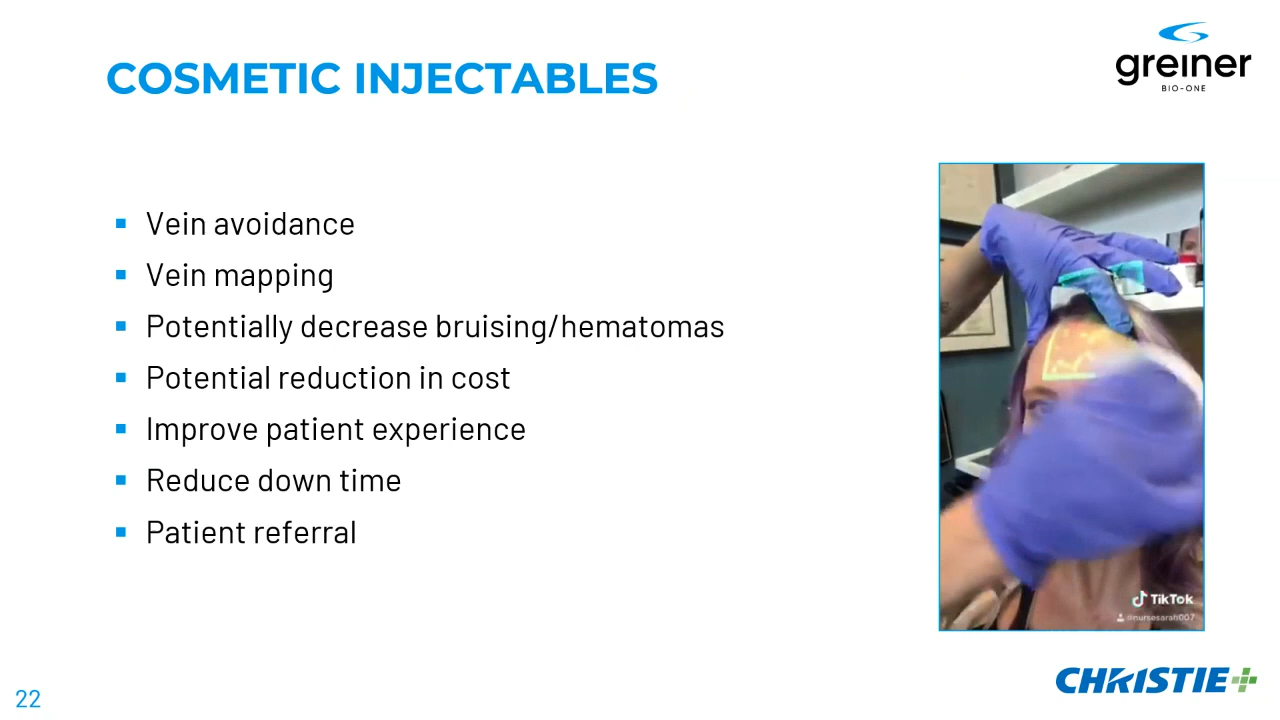 COSMETIC INJECTABLES
greiner
BIO-ONE
Vein avoidance
Vein mapping
Potentially decrease bruising/hematomas
Potential reduction in cost
Improve patient experience
Reduce down time
Patient referral
TikTok
@nursesarah007
CHRISTIE
22